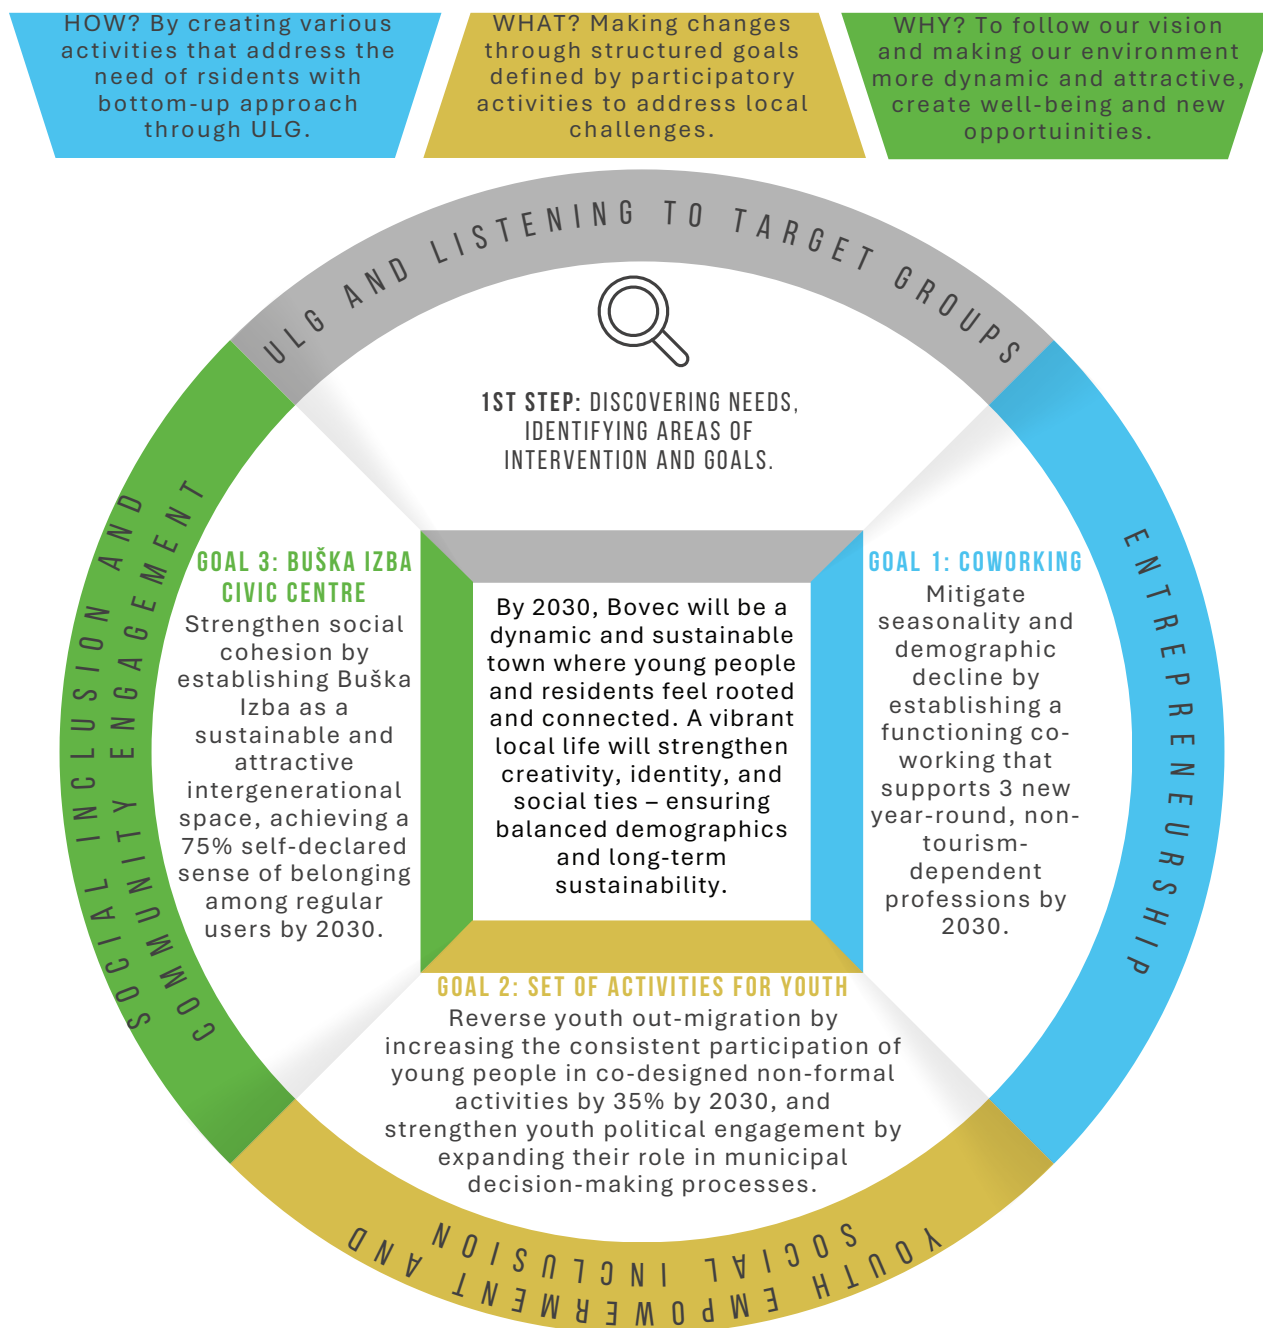 HOW? By creating various
activities that address the
need of rsidents with
bottom-up approach
through ULG.
WHAT? Making changes
through structured goals
defined by participatory
activities to address local
challenges.
WHY? To follow our vision
and making our environment
more dynamic and attractive,
create well-being and new
opportuinities.
ULG AND LISTENING TO TARGET GROUPS
1ST STEP: DISCOVERING NEEDS,
IDENTIFYING AREAS OF
INTERVENTION AND GOALS.
SOCIAL INCLUSION AND
COMMUNITY ENGAGEMENT
GOAL 3: BUŠKA IZBA
CIVIC CENTRE
Strengthen social
cohesion by
establishing Buška
Izba as a
sustainable and
attractive
intergenerational
space, achieving a
75% self-declared
sense of belonging
among regular
users by 2030.
By 2030, Bovec will be a
dynamic and sustainable
town where young people
and residents feel rooted
and connected. A vibrant
local life will strengthen
creativity, identity, and
social ties – ensuring
balanced demographics
and long-term
sustainability.
GOAL 1: COWORKING
Mitigate
seasonality and
demographic
decline by
establishing a
functioning co-
working that
supports 3 new
year-round, non-
tourism-
dependent
professions by
2030.
ENTREPRENEURSHIP
GOAL 2: SET OF ACTIVITIES FOR YOUTH
Reverse youth out-migration by
increasing the consistent participation of
young people in co-designed non-formal
activities by 35% by 2030, and
strengthen youth political engagement by
expanding their role in municipal
decision-making processes.
YOUTH EMPOWERMENT AND
SOCIAL INCLUSION